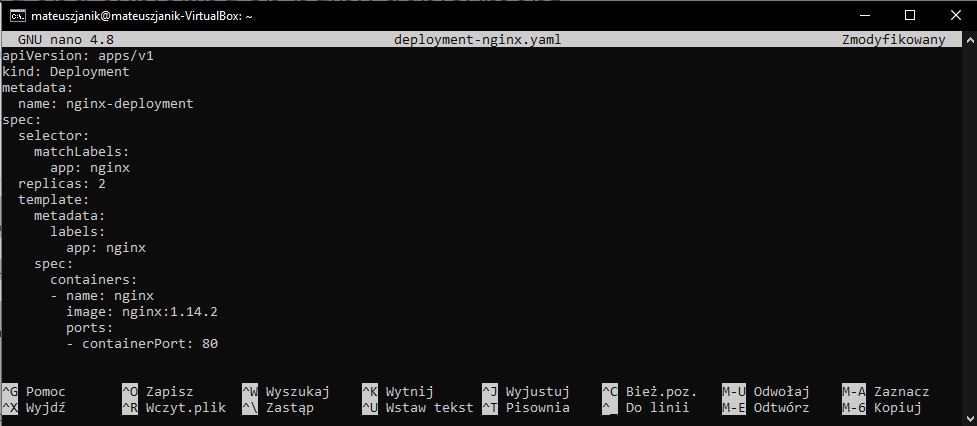 mateuszjanik@mateuszjanik-VirtualBox: ~
GNU nano 4.8 deployment-nginx.yaml Zmodyfikowany
apiVersion: apps/v1
kind: Deployment
metadata:
  name: nginx-deployment
spec:
  selector:
    matchLabels:
      app: nginx
  replicas: 2
  template:
    metadata:
      labels:
        app: nginx
    spec:
      containers:
      - name: nginx
        image: nginx:1.14.2
        ports:
        - containerPort: 80
^G Pomoc ^O Zapisz ^W Wyszukaj ^K Wytnij ^J Wyjustuj ^C Bież.poz. M-U Odwołaj M-A Zaznacz
^X Wyjdź ^R Wczyt.plik ^\ Zastąp ^U Wstaw tekst ^T Pisownia ^_ Do linii M-E Odtwórz M-6 Kopiuj